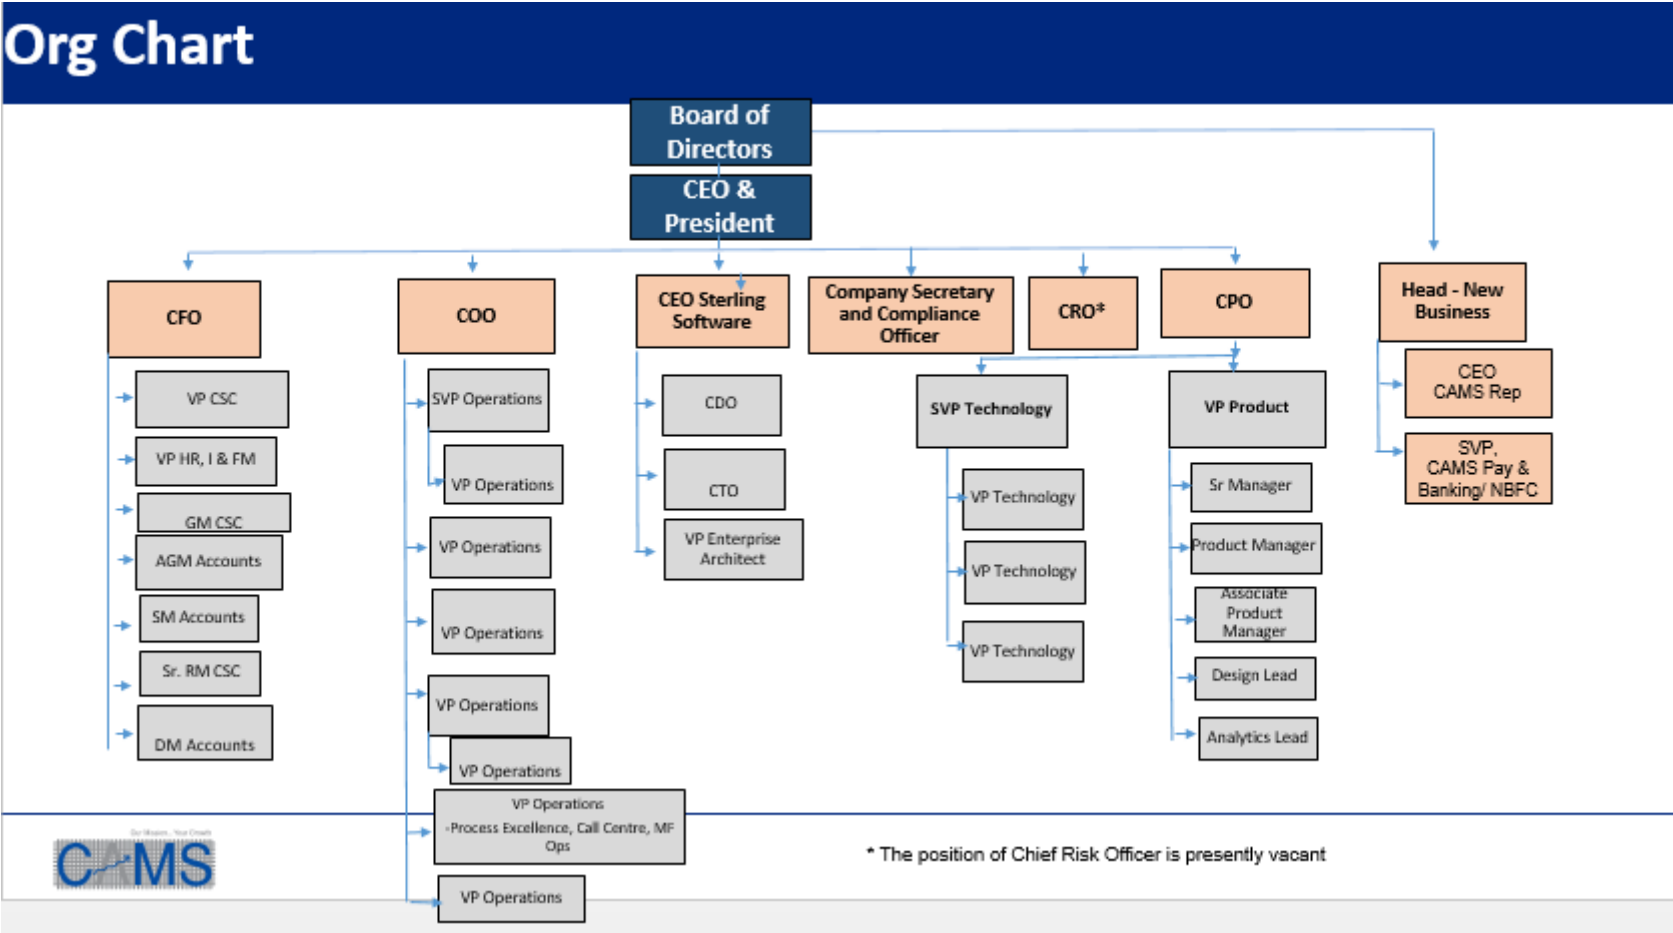 Org Chart
Board of
Directors
CEO &
President
CFO
VP CSC
VP HR, I & FM
GM CSC
AGM Accounts
SM Accounts
Sr. RM CSC
DM Accounts
COO
SVP Operations
VP Operations
VP Operations
VP Operations
VP Operations
VP Operations
VP Operations
-Process Excellence, Call Centre, MF
Ops
VP Operations
CEO Sterling
Software
CDO
CTO
VP Enterprise
Architect
Company Secretary
and Compliance
Officer
CRO*
CPO
SVP Technology
VP Technology
VP Technology
VP Technology
VP Product
Sr Manager
Product Manager
Associate
Product
Manager
Design Lead
Analytics Lead
Head - New
Business
CEO
CAMS Rep
SVP,
CAMS Pay &
Banking/ NBFC
CAMS
* The position of Chief Risk Officer is presently vacant